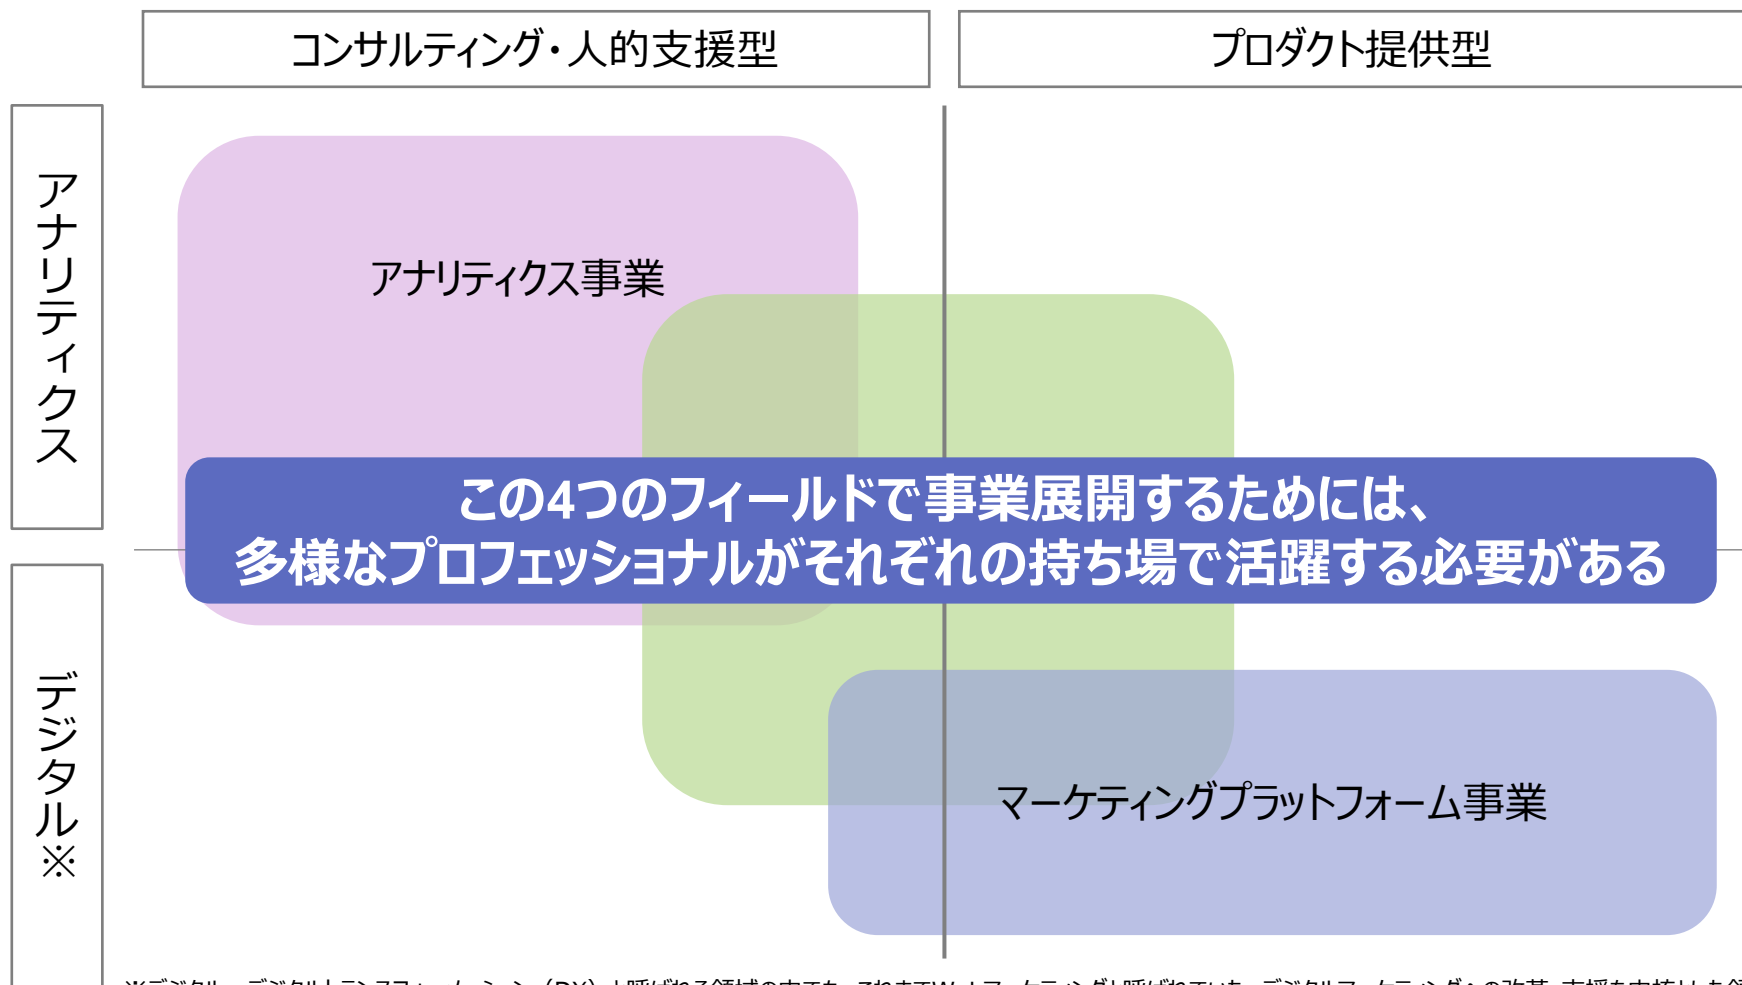 コンサルティング・人的支援型
プロダクト提供型
アナリティクス
アナリティクス事業
この4つのフィールドで事業展開するためには、
多様なプロフェッショナルがそれぞれの持ち場で活躍する必要がある
デジタル※
マーケティングプラットフォーム事業